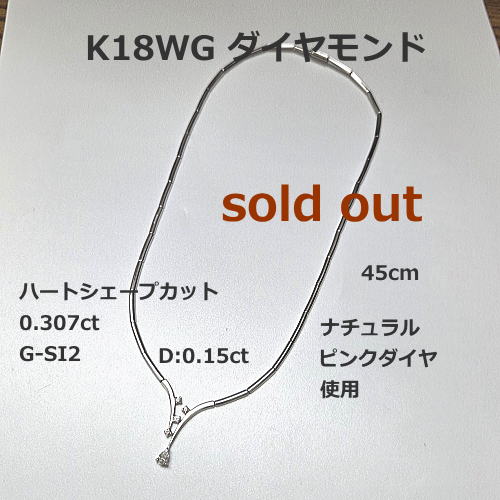 K18WG ダイヤモンド
sold out
45cm
ハートシェープカット
0.307ct
G-SI2
D:0.15ct
ナチュラル
ピンクダイヤ
使用